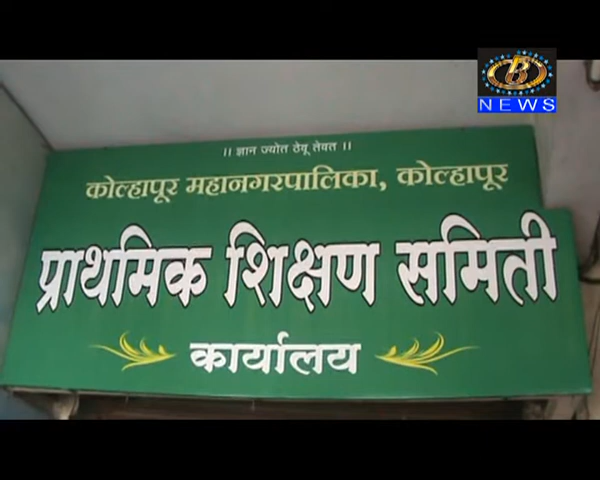 B
NEWS
।। ज्ञान ज्योत ठेवू तेवत ।।
कोल्हापूर महानगरपालिका, कोल्हापूर
प्राथमिक शिक्षण समिती
कार्यालय